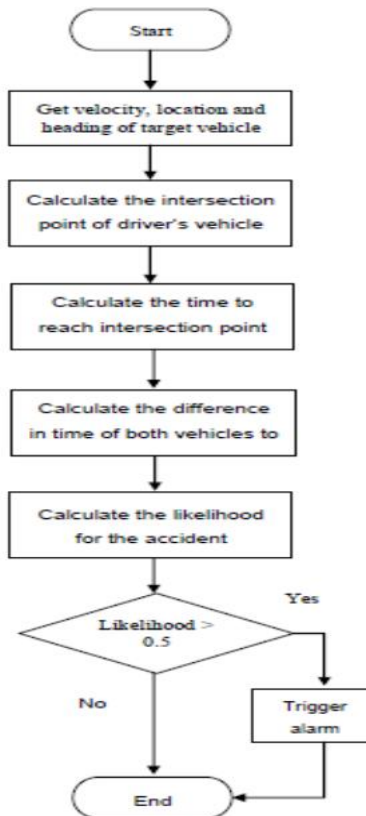 Start
Get velocity, location and
heading of target vehicle
Calculate the intersection
point of driver's vehicle
Calculate the time to
reach intersection point
Calculate the difference
in time of both vehicles to
Calculate the likelihood
for the accident
Yes
Likelihood >
0.5
No
Trigger
alarm
End